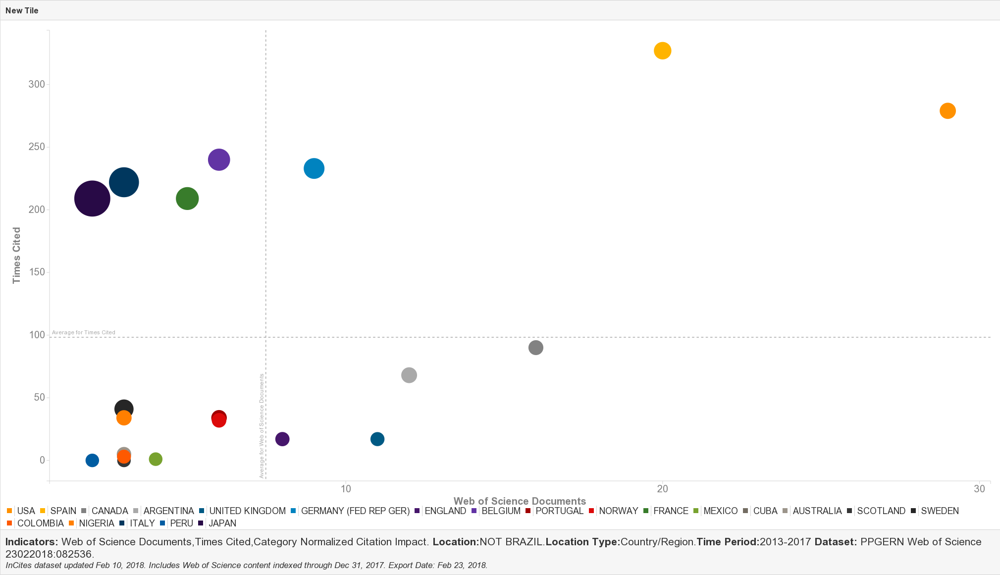 New Tile
300
250
200
150
100
50
0
Times Cited
Average for Times Cited
Average for Web of Science Documents
10
20
30
Web of Science Documents
USA SPAIN CANADA ARGENTINA UNITED KINGDOM GERMANY (FED REP GER) ENGLAND BELGIUM PORTUGAL NORWAY FRANCE MEXICO CUBA AUSTRALIA SCOTLAND SWEDEN
COLOMBIA NIGERIA ITALY PERU JAPAN
Indicators: Web of Science Documents,Times Cited,Category Normalized Citation Impact. Location:NOT BRAZIL.Location Type:Country/Region.Time Period:2013-2017 Dataset: PPGERN Web of Science
23022018:082536.
InCites dataset updated Feb 10, 2018. Includes Web of Science content indexed through Dec 31, 2017. Export Date: Feb 23, 2018.